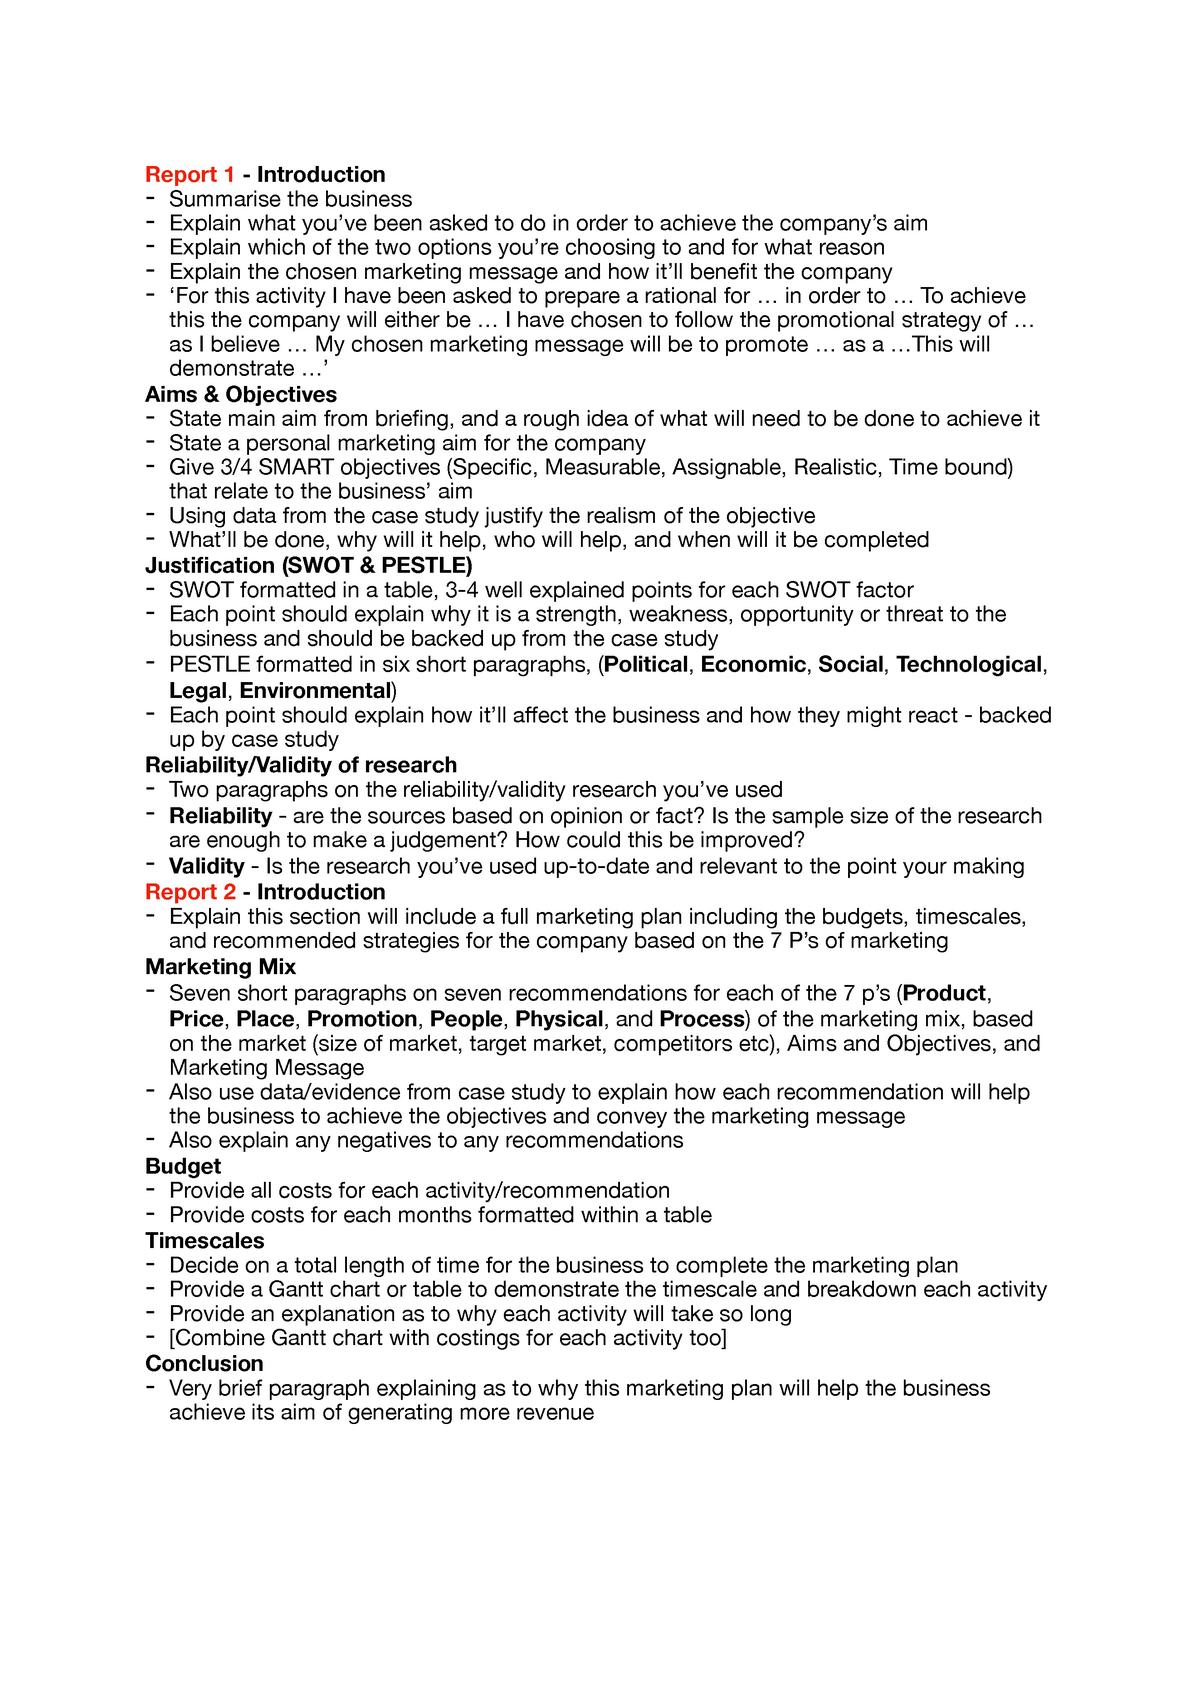 Report 1 - Introduction
- Summarise the business
- Explain what you’ve been asked to do in order to achieve the company’s aim
- Explain which of the two options you’re choosing to and for what reason
- Explain the chosen marketing message and how it’ll benefit the company
- ‘For this activity I have been asked to prepare a rational for … in order to … To achieve
this the company will either be … I have chosen to follow the promotional strategy of …
as I believe … My chosen marketing message will be to promote … as a …This will
demonstrate …’
Aims & Objectives
- State main aim from briefing, and a rough idea of what will need to be done to achieve it
- State a personal marketing aim for the company
- Give 3/4 SMART objectives (Specific, Measurable, Assignable, Realistic, Time bound)
that relate to the business’ aim
- Using data from the case study justify the realism of the objective
- What’ll be done, why will it help, who will help, and when will it be completed
Justification (SWOT & PESTLE)
- SWOT formatted in a table, 3-4 well explained points for each SWOT factor
- Each point should explain why it is a strength, weakness, opportunity or threat to the
business and should be backed up from the case study
- PESTLE formatted in six short paragraphs, (Political, Economic, Social, Technological,
Legal, Environmental)
- Each point should explain how it’ll affect the business and how they might react - backed
up by case study
Reliability/Validity of research
- Two paragraphs on the reliability/validity research you’ve used
- Reliability - are the sources based on opinion or fact? Is the sample size of the research
are enough to make a judgement? How could this be improved?
- Validity - Is the research you’ve used up-to-date and relevant to the point your making
Report 2 - Introduction
- Explain this section will include a full marketing plan including the budgets, timescales,
and recommended strategies for the company based on the 7 P’s of marketing
Marketing Mix
- Seven short paragraphs on seven recommendations for each of the 7 p’s (Product,
Price, Place, Promotion, People, Physical, and Process) of the marketing mix, based
on the market (size of market, target market, competitors etc), Aims and Objectives, and
Marketing Message
- Also use data/evidence from case study to explain how each recommendation will help
the business to achieve the objectives and convey the marketing message
- Also explain any negatives to any recommendations
Budget
- Provide all costs for each activity/recommendation
- Provide costs for each months formatted within a table
Timescales
- Decide on a total length of time for the business to complete the marketing plan
- Provide a Gantt chart or table to demonstrate the timescale and breakdown each activity
- Provide an explanation as to why each activity will take so long
- [Combine Gantt chart with costings for each activity too]
Conclusion
- Very brief paragraph explaining as to why this marketing plan will help the business
achieve its aim of generating more revenue